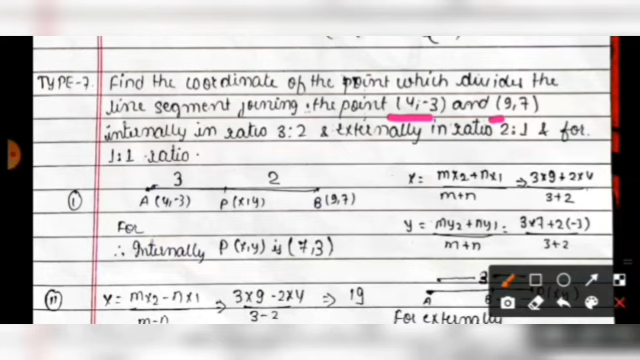 TYPE-7. Find the coordinate of the point which divides the
line segment joining the point (4,-3) and (9,7)
internally in ratio 3:2 & externally in ratio 2:1 & for
1:1 ratio.
3 2 x = mx2+nx1 / m+n ⇒ 3×9+2×4 / 3+2
(i) A(4,-3) P(x,y) B(9,7)
For y = my2+ny1 / m+n = 3×7+2(-3) / 3+2
∴ Internally P(x,y) is (7,3)
3
(ii) x = mx2-nx1 / m-n ⇒ 3×9-2×4 / 3-2 ⇒ 19 A B
For externally